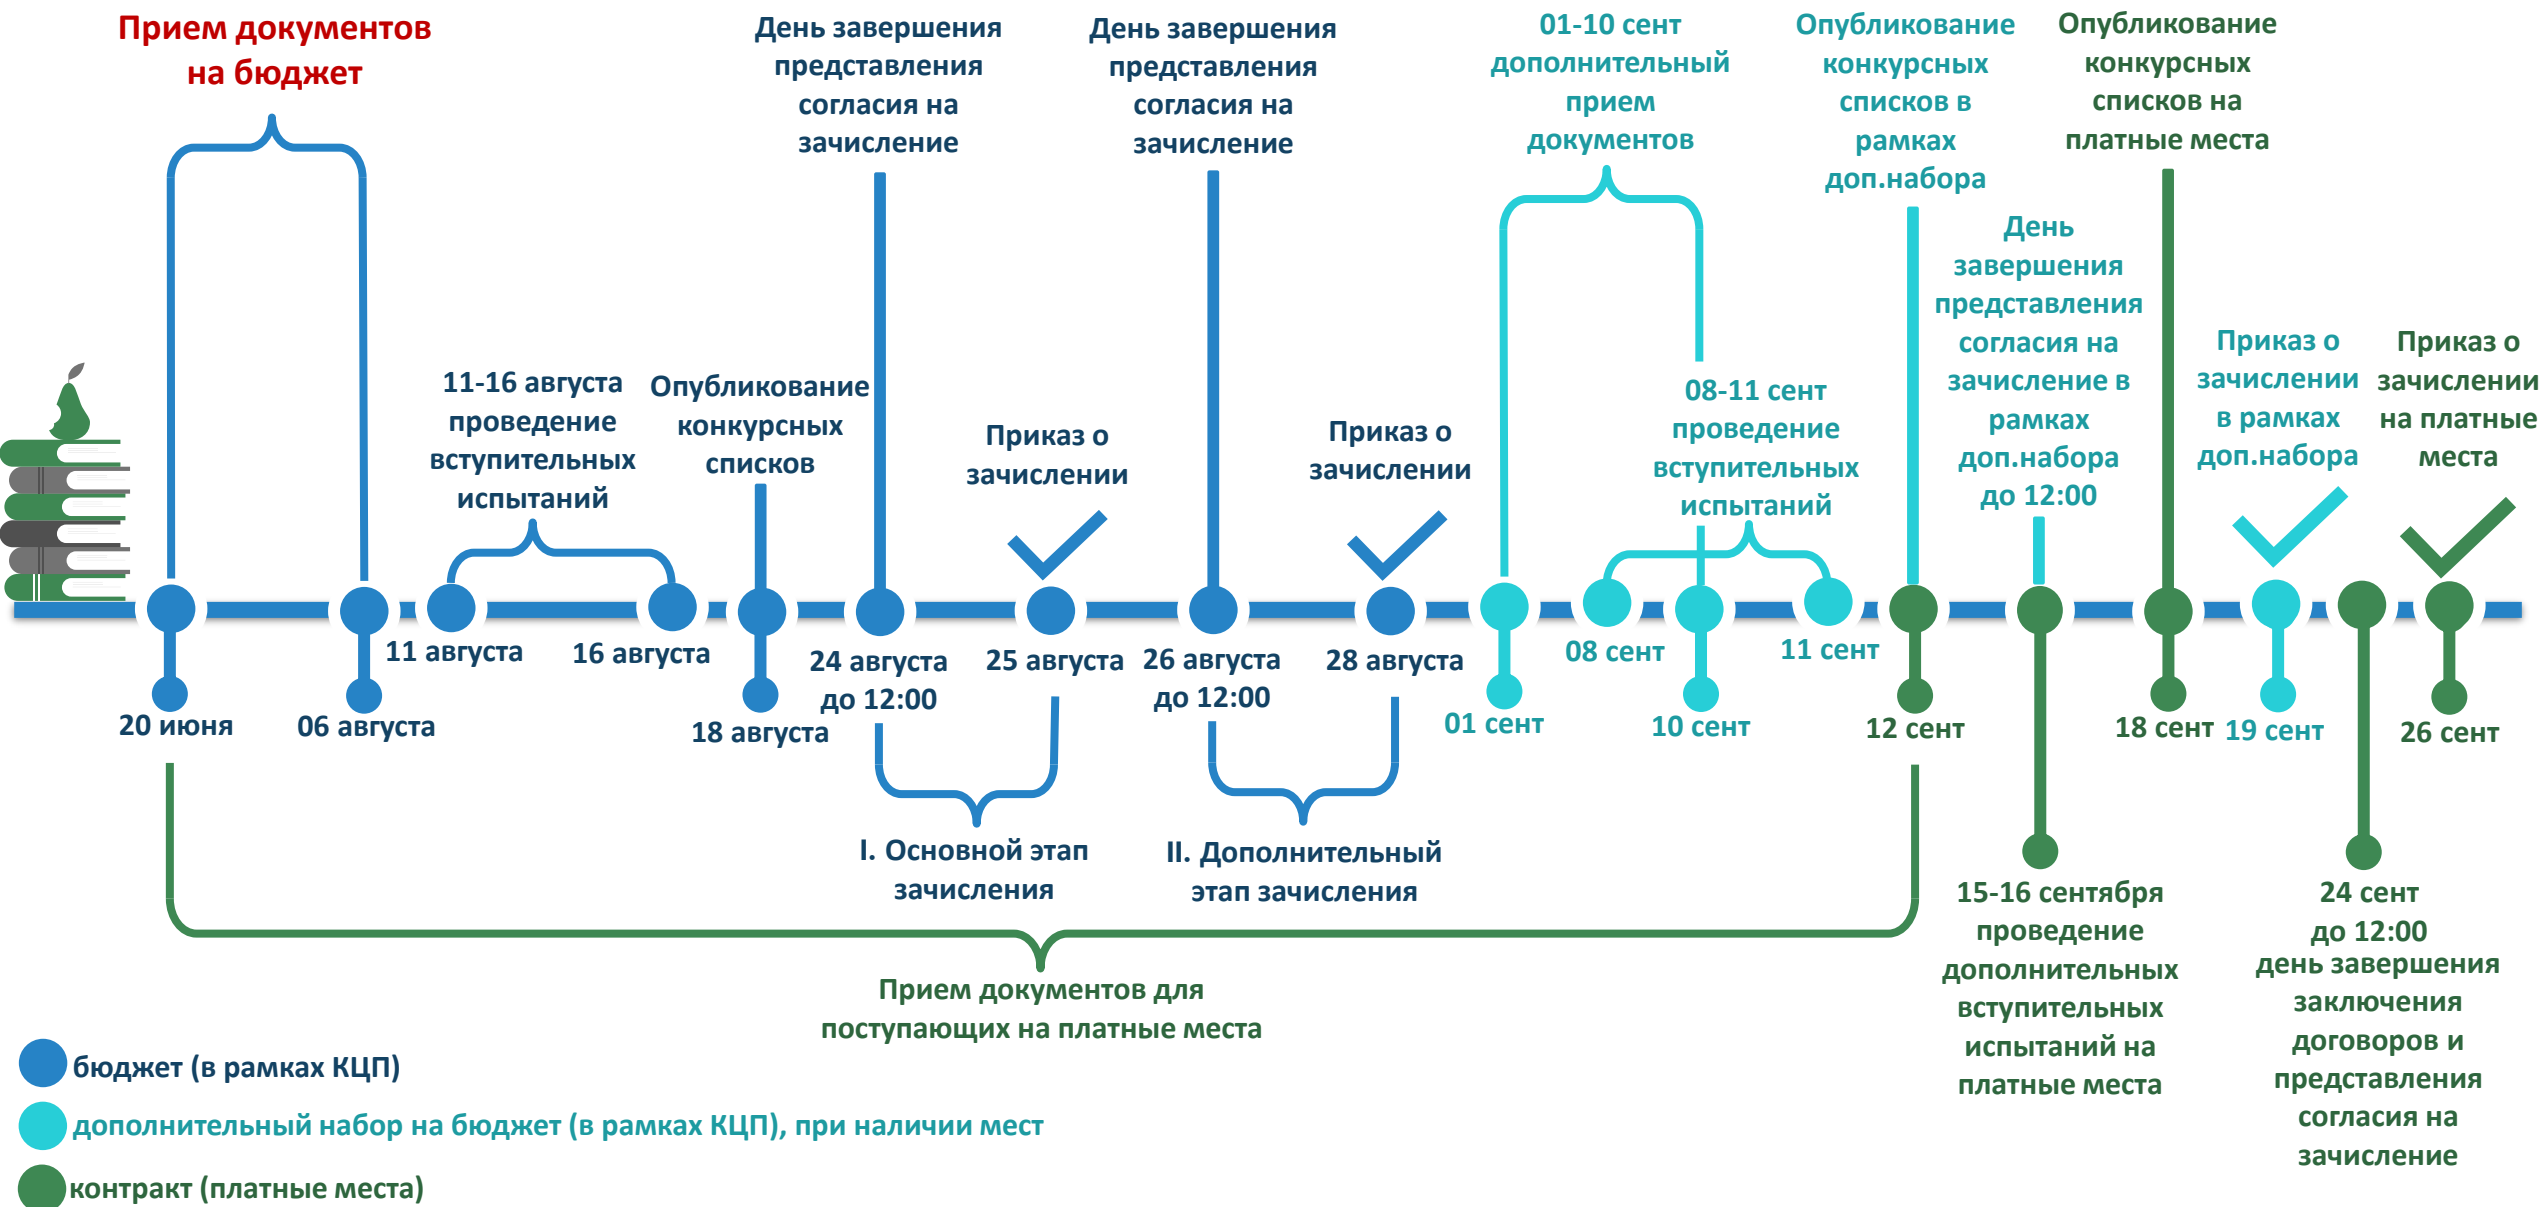 Прием документов
на бюджет
День завершения
представления
согласия на
зачисление
День завершения
представления
согласия на
зачисление
01-10 сент
дополнительный
прием
документов
Опубликование
конкурсных
списков в
рамках
доп.набора
Опубликование
конкурсных
списков на
платные места
День
завершения
представления
согласия на
зачисление в
рамках
доп.набора
до 12:00
11-16 августа
проведение
вступительных
испытаний
Опубликование
конкурсных
списков
Приказ о
зачислении
Приказ о
зачислении
08-11 сент
проведение
вступительных
испытаний
Приказ о
зачислении
в рамках
доп.набора
Приказ о
зачислении
на платные
места
20 июня
06 августа
11 августа
16 августа
18 августа
24 августа
до 12:00
25 августа
26 августа
до 12:00
28 августа
01 сент
08 сент
10 сент
11 сент
12 сент
18 сент
19 сент
26 сент
I. Основной этап
зачисления
II. Дополнительный
этап зачисления
15-16 сентября
проведение
дополнительных
вступительных
испытаний на
платные места
24 сент
до 12:00
день завершения
заключения
договоров и
представления
согласия на
зачисление
Прием документов для
поступающих на платные места
бюджет (в рамках КЦП)
дополнительный набор на бюджет (в рамках КЦП), при наличии мест
контракт (платные места)